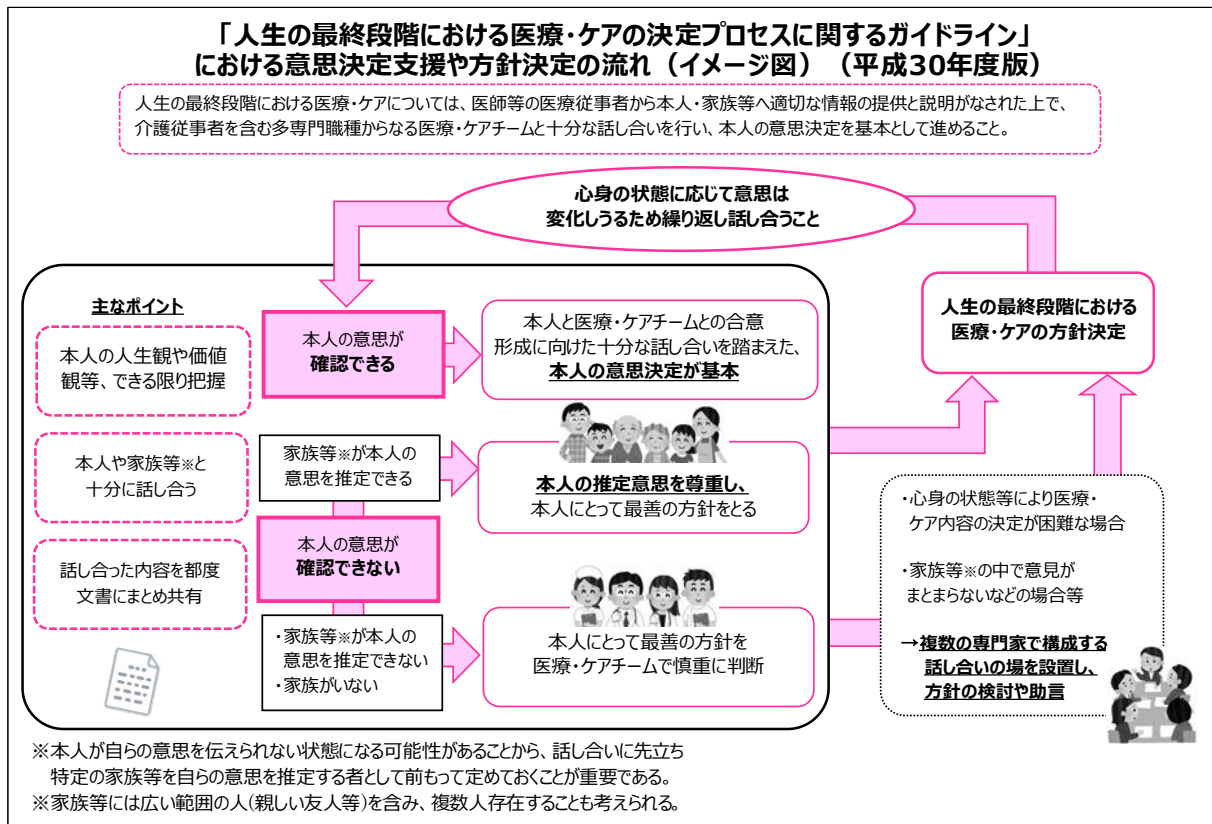 「人生の最終段階における医療・ケアの決定プロセスに関するガイドライン」
における意思決定支援や方針決定の流れ（イメージ図）（平成30年度版）
人生の最終段階における医療・ケアについては、医師等の医療従事者から本人・家族等へ適切な情報の提供と説明がなされた上で、
介護従事者を含む多専門職種からなる医療・ケアチームと十分な話し合いを行い、本人の意思決定を基本として進めること。
心身の状態に応じて意思は
変化しうるため繰り返し話し合うこと
主なポイント
本人の人生観や価値
観等、できる限り把握
本人や家族等※と
十分に話し合う
話し合った内容を都度
文書にまとめ共有
本人の意思が
確認できる
本人と医療・ケアチームとの合意
形成に向けた十分な話し合いを踏まえた、
本人の意思決定が基本
家族等※が本人の
意思を推定できる
本人の推定意思を尊重し、
本人にとって最善の方針をとる
本人の意思が
確認できない
・家族等※が本人の
意思を推定できない
・家族がいない
本人にとって最善の方針を
医療・ケアチームで慎重に判断
人生の最終段階における
医療・ケアの方針決定
・心身の状態等により医療・
ケア内容の決定が困難な場合
・家族等※の中で意見が
まとまらないなどの場合等
→複数の専門家で構成する
話し合いの場を設置し、
方針の検討や助言
※本人が自らの意思を伝えられない状態になる可能性があることから、話し合いに先立ち
特定の家族等を自らの意思を推定する者として前もって定めておくことが重要である。
※家族等には広い範囲の人(親しい友人等)を含み、複数人存在することも考えられる。